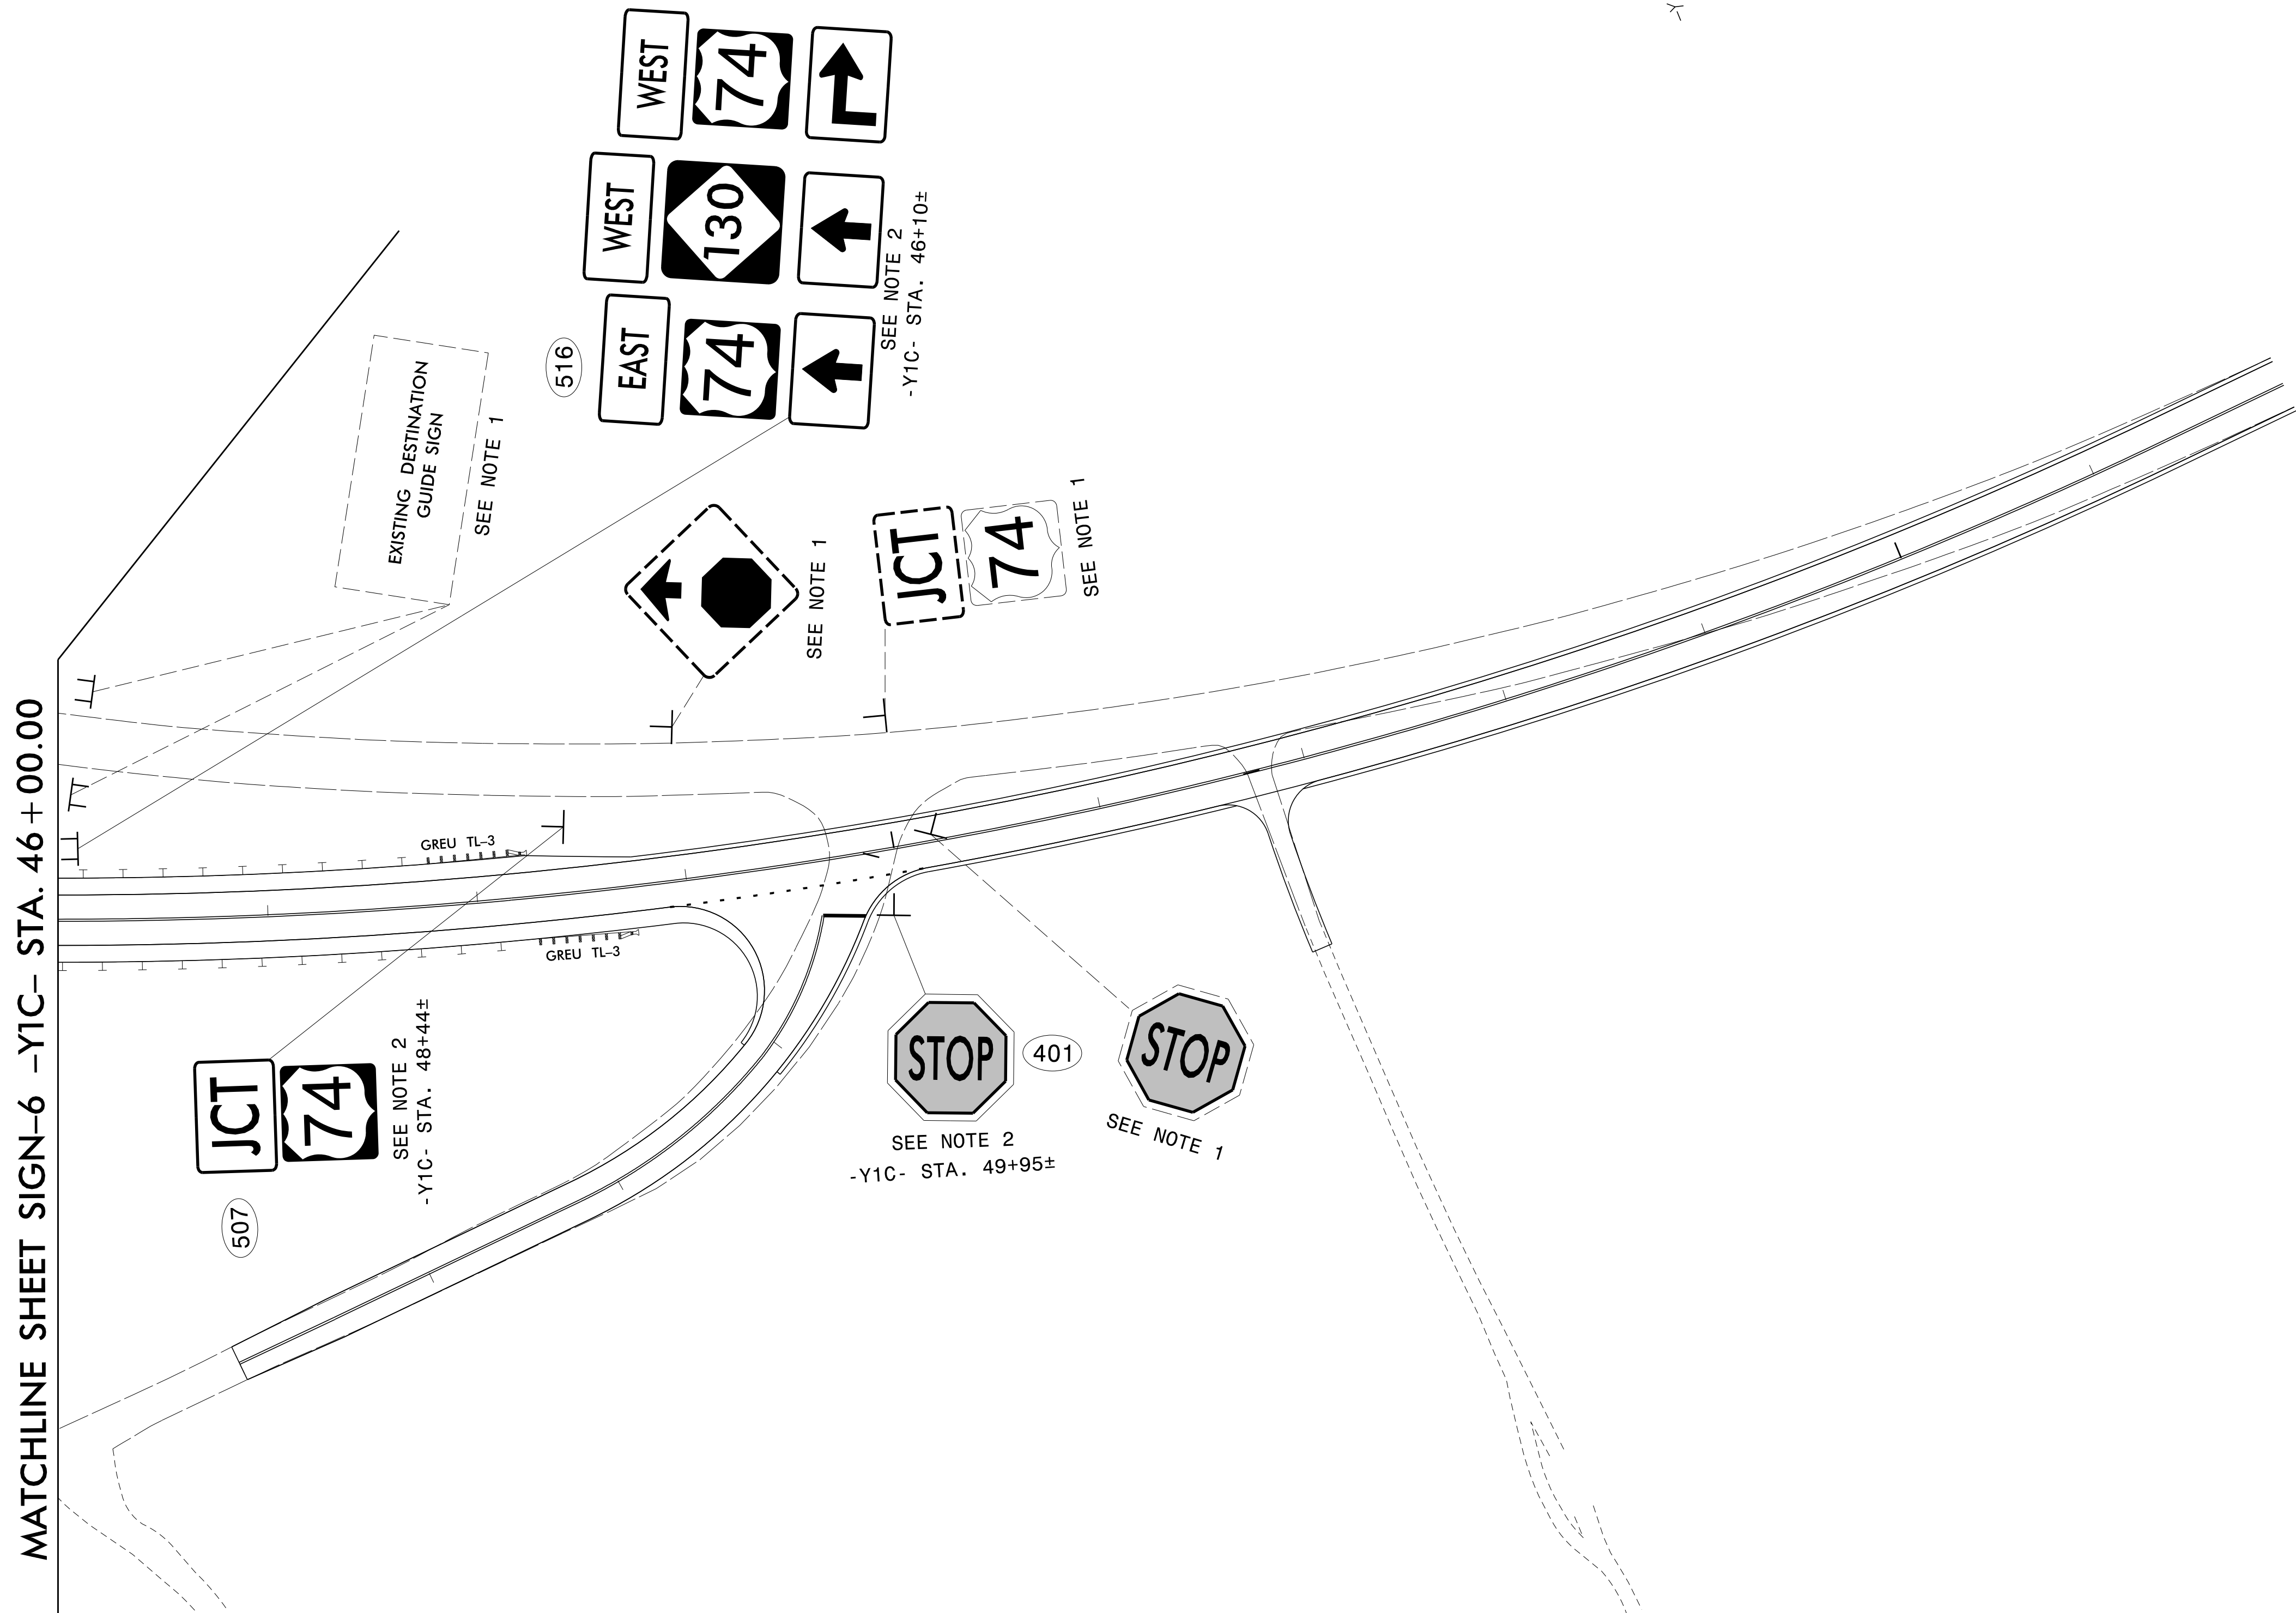 MATCHLINE SHEET SIGN-6 -Y1C- STA. 46+00.00
WEST
74
WEST
130
EAST
74
516
SEE NOTE 2
-Y1C- STA. 46+10±
EXISTING DESTINATION
GUIDE SIGN
SEE NOTE 1
SEE NOTE 1
JCT
74
SEE NOTE 1
GREU TL-3
GREU TL-3
JCT
74
SEE NOTE 2
-Y1C- STA. 48+44±
507
STOP
401
SEE NOTE 2
-Y1C- STA. 49+95±
STOP
SEE NOTE 1
-Y